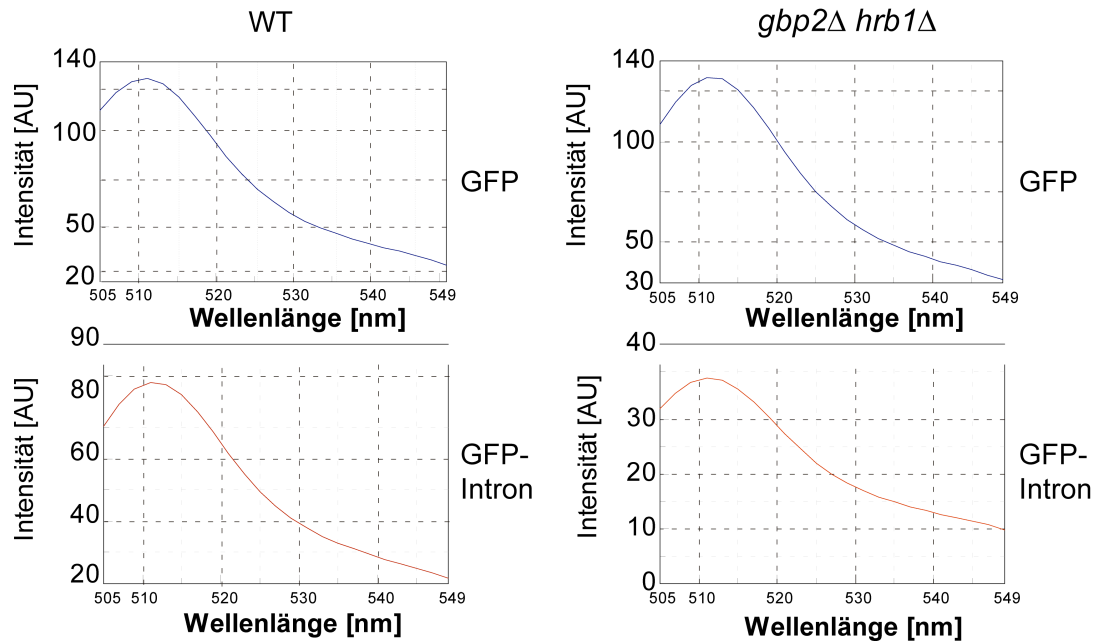 WT
gbp2Δ hrb1Δ
140
100
50
20
Intensität [AU]
505 510 520 530 540 549
Wellenlänge [nm]
GFP
140
100
50
30
Intensität [AU]
505 510 520 530 540 549
Wellenlänge [nm]
GFP
90
80
60
40
20
Intensität [AU]
505 510 520 530 540 549
Wellenlänge [nm]
GFP-
Intron
40
30
20
10
0
Intensität [AU]
505 510 520 530 540 549
Wellenlänge [nm]
GFP-
Intron